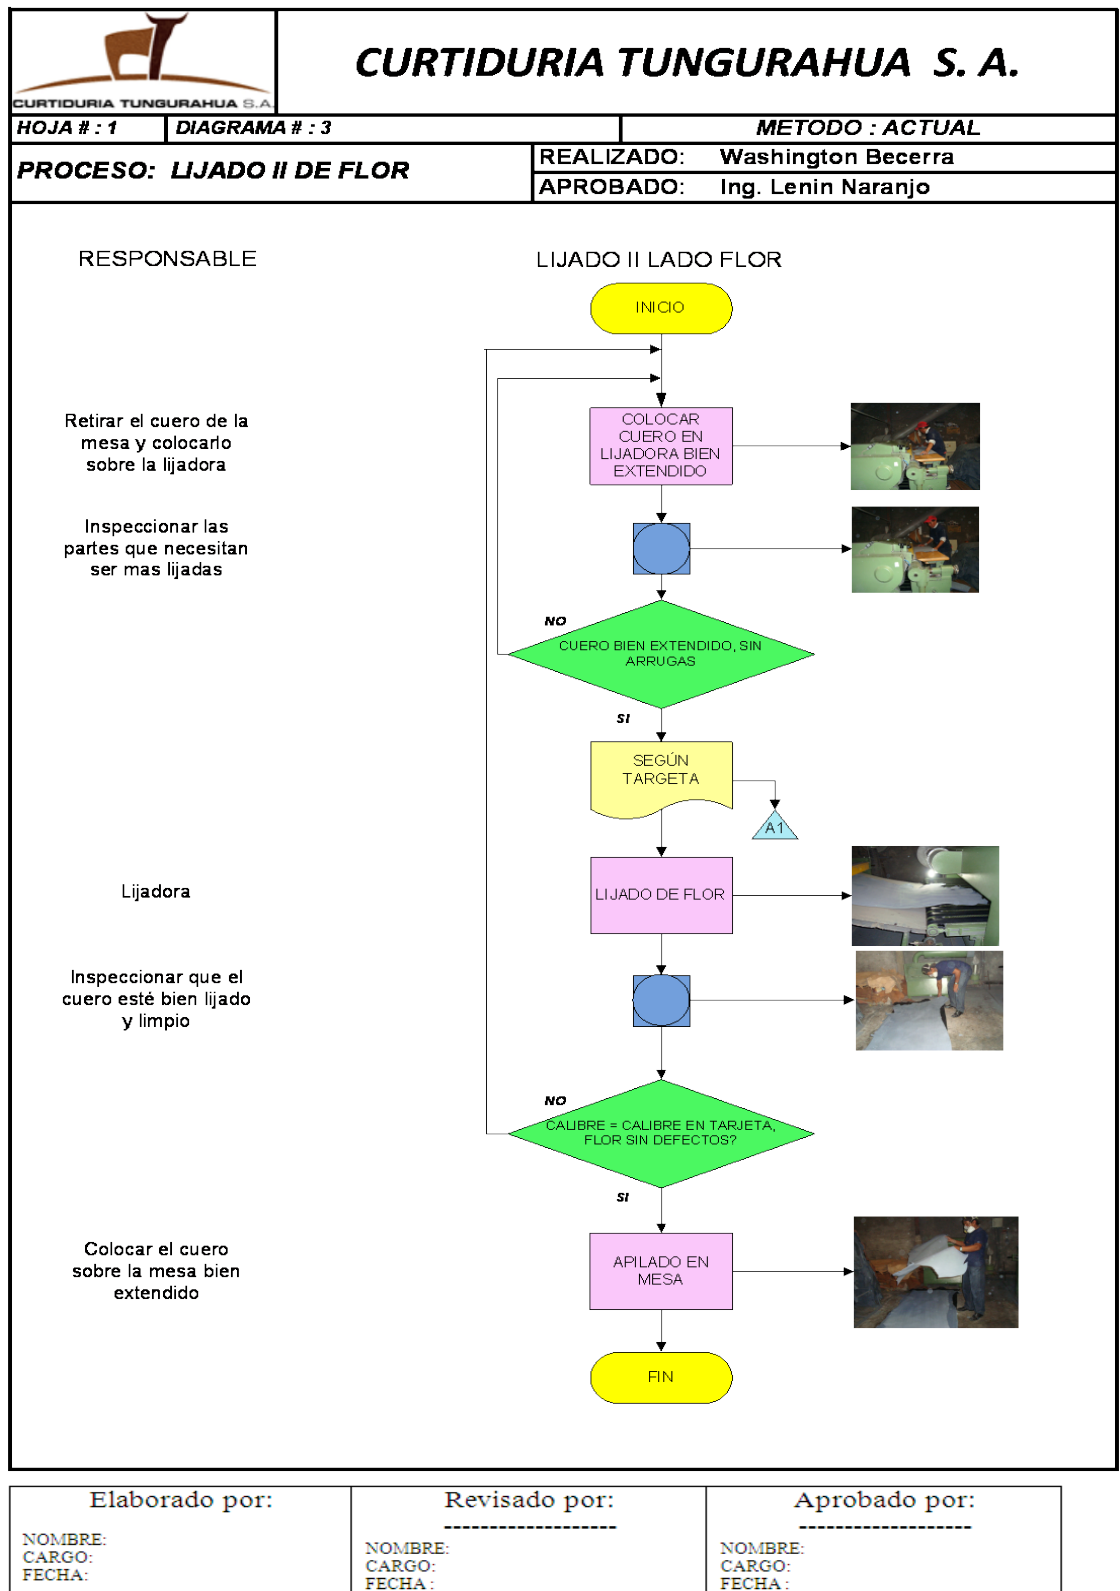 CURTIDURIA TUNGURAHUA S.A.
CURTIDURIA TUNGURAHUA S. A.
HOJA # : 1
DIAGRAMA # : 3
METODO : ACTUAL
PROCESO: LIJADO II DE FLOR
REALIZADO: Washington Becerra
APROBADO: Ing. Lenin Naranjo
RESPONSABLE
LIJADO II LADO FLOR
INICIO
Retirar el cuero de la
mesa y colocarlo
sobre la lijadora
COLOCAR
CUERO EN
LIJADORA BIEN
EXTENDIDO
Inspeccionar las
partes que necesitan
ser mas lijadas
NO
CUERO BIEN EXTENDIDO, SIN
ARRUGAS
SI
SEGÚN
TARGETA
A1
Lijadora
LIJADO DE FLOR
Inspeccionar que el
cuero esté bien lijado
y limpio
NO
CALIBRE = CALIBRE EN TARJETA,
FLOR SIN DEFECTOS?
SI
Colocar el cuero
sobre la mesa bien
extendido
APILADO EN
MESA
FIN
Elaborado por:
NOMBRE:
CARGO:
FECHA:
Revisado por:
-------------------
NOMBRE:
CARGO:
FECHA :
Aprobado por:
-------------------
NOMBRE:
CARGO:
FECHA :